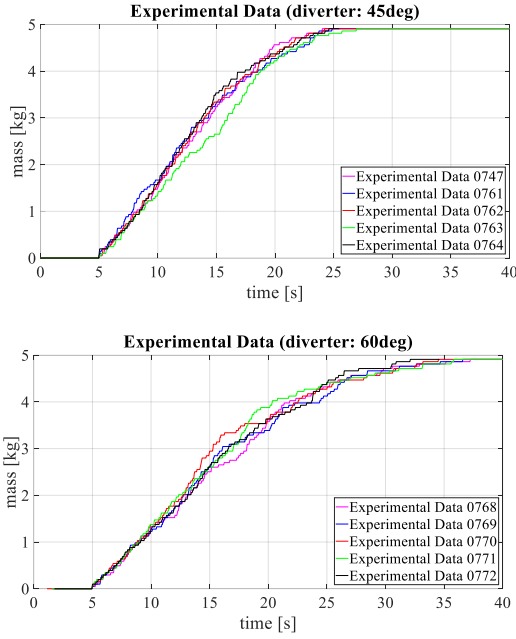 Experimental Data (diverter: 45deg)
5
4
3
2
1
0
mass [kg]
Experimental Data 0747
Experimental Data 0761
Experimental Data 0762
Experimental Data 0763
Experimental Data 0764
0 5 10 15 20 25 30 35 40
time [s]
Experimental Data (diverter: 60deg)
5
4
3
2
1
0
mass [kg]
Experimental Data 0768
Experimental Data 0769
Experimental Data 0770
Experimental Data 0771
Experimental Data 0772
0 5 10 15 20 25 30 35 40
time [s]